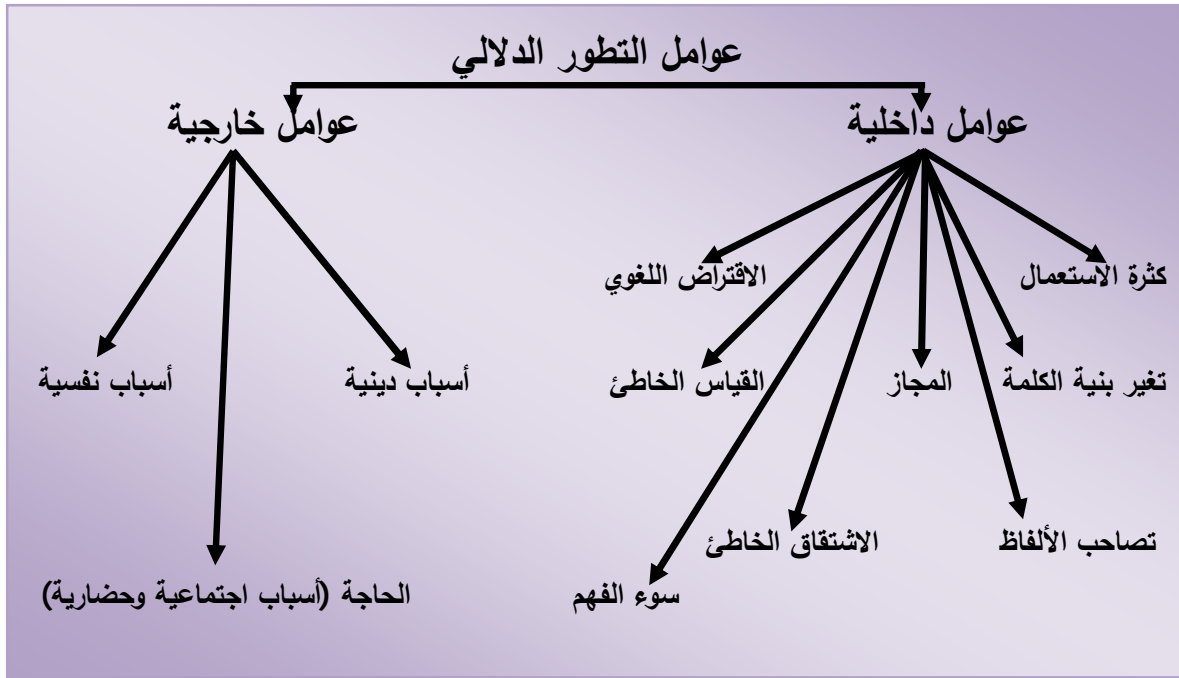 عوامل التطور الدلالي
عوامل داخلية
عوامل خارجية
كثرة الاستعمال
الاقتراض اللغوي
تغير بنية الكلمة
المجاز
القياس الخاطئ
أسباب دينية
أسباب نفسية
تصاحب الألفاظ
الاشتقاق الخاطئ
سوء الفهم
الحاجة (أسباب اجتماعية وحضارية)